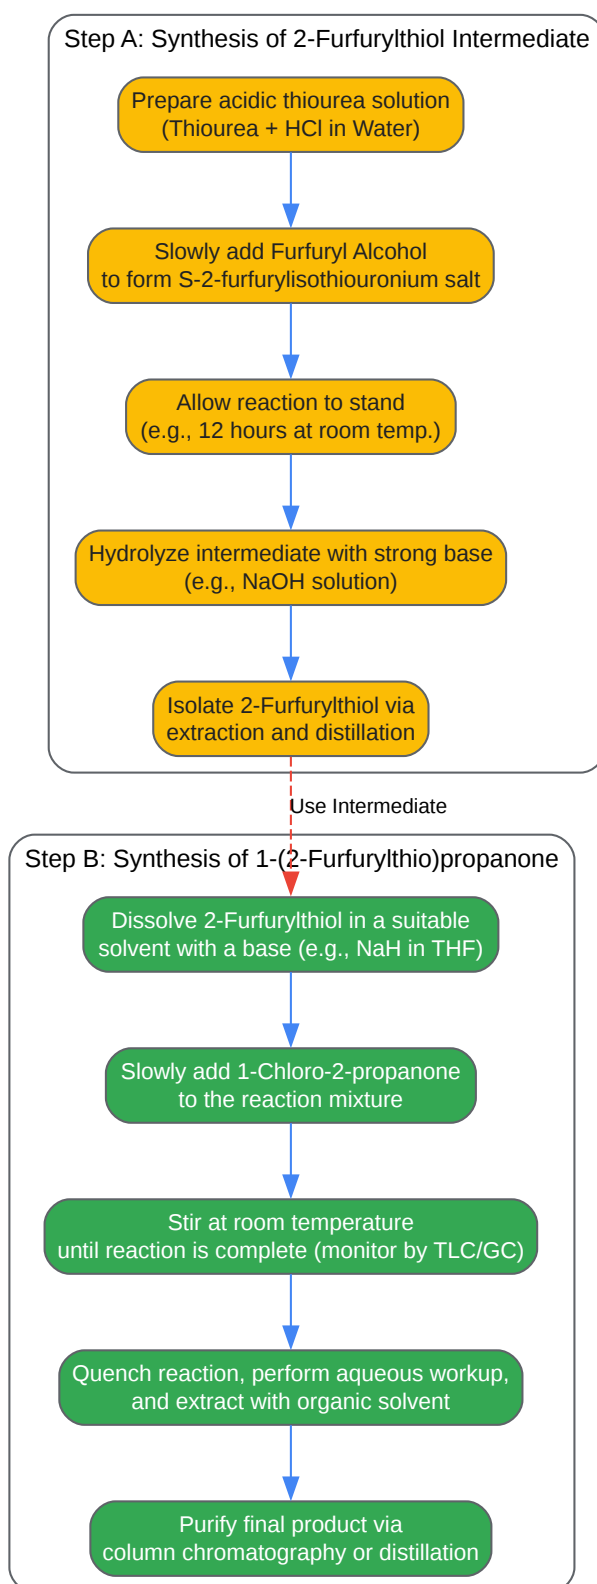 Step A: Synthesis of 2-Furfurylthiol Intermediate
Prepare acidic thiourea solution
(Thiourea + HCl in Water)
Slowly add Furfuryl Alcohol
to form S-2-furfurylisothiouronium salt
Allow reaction to stand
(e.g., 12 hours at room temp.)
Hydrolyze intermediate with strong base
(e.g., NaOH solution)
Isolate 2-Furfurylthiol via
extraction and distillation
Use Intermediate
Step B: Synthesis of 1-(2-Furfurylthio)propanone
Dissolve 2-Furfurylthiol in a suitable
solvent with a base (e.g., NaH in THF)
Slowly add 1-Chloro-2-propanone
to the reaction mixture
Stir at room temperature
until reaction is complete (monitor by TLC/GC)
Quench reaction, perform aqueous workup,
and extract with organic solvent
Purify final product via
column chromatography or distillation